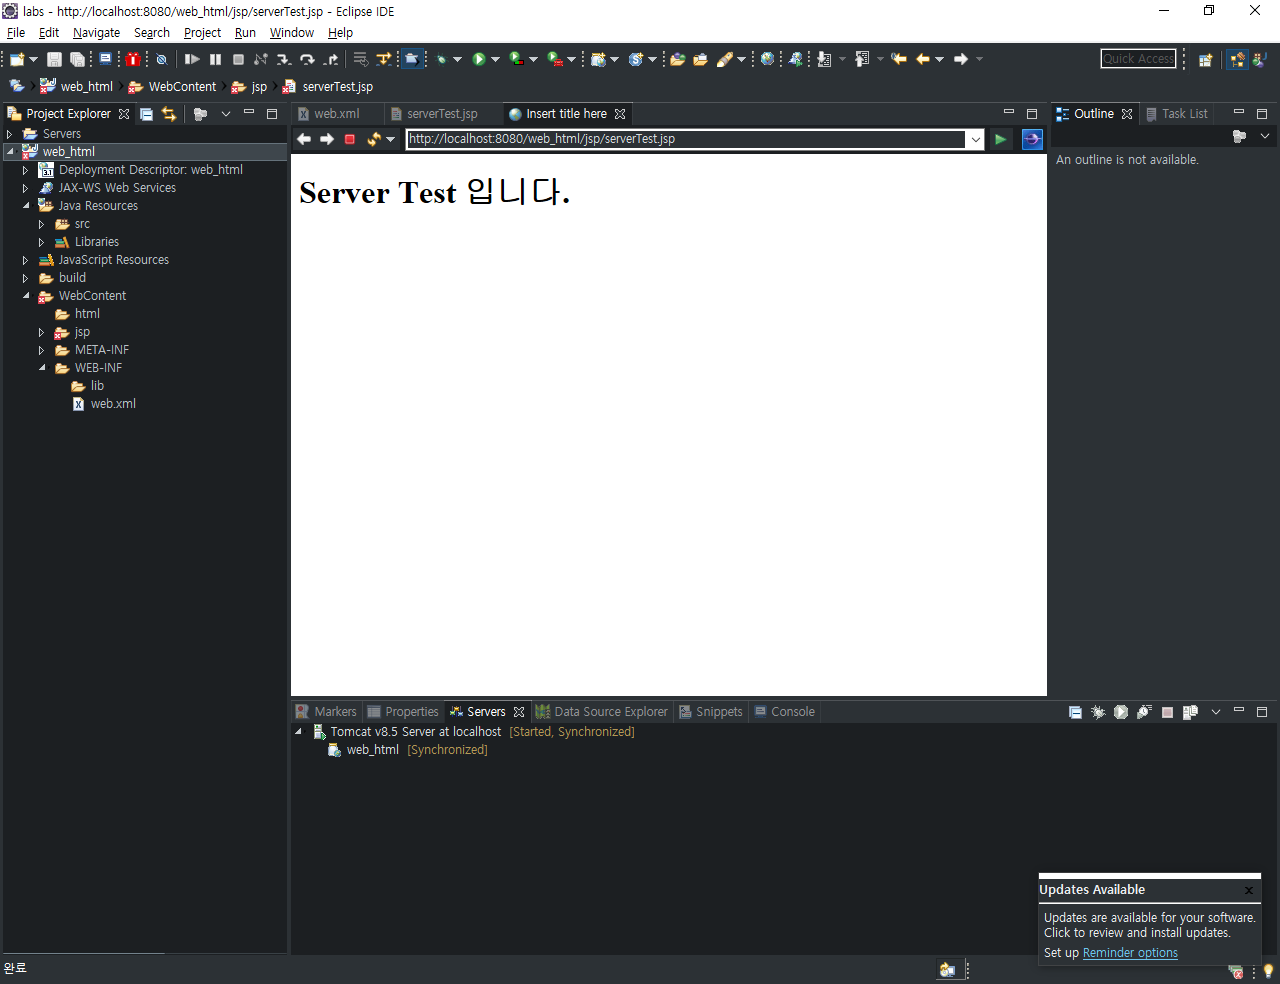 labs - http://localhost:8080/web_html/jsp/serverTest.jsp - Eclipse IDE
File Edit Navigate Search Project Run Window Help
Quick Access
web_html WebContent jsp serverTest.jsp
Project Explorer
Servers
web_html
Deployment Descriptor: web_html
JAX-WS Web Services
Java Resources
src
Libraries
JavaScript Resources
build
WebContent
html
jsp
META-INF
WEB-INF
lib
web.xml
web.xml serverTest.jsp Insert title here
http://localhost:8080/web_html/jsp/serverTest.jsp
Server Test 입니다.
Outline Task List
An outline is not available.
Markers Properties Servers Data Source Explorer Snippets Console
Tomcat v8.5 Server at localhost [Started, Synchronized]
web_html [Synchronized]
Updates Available
Updates are available for your software.
Click to review and install updates.
Set up Reminder options
완료